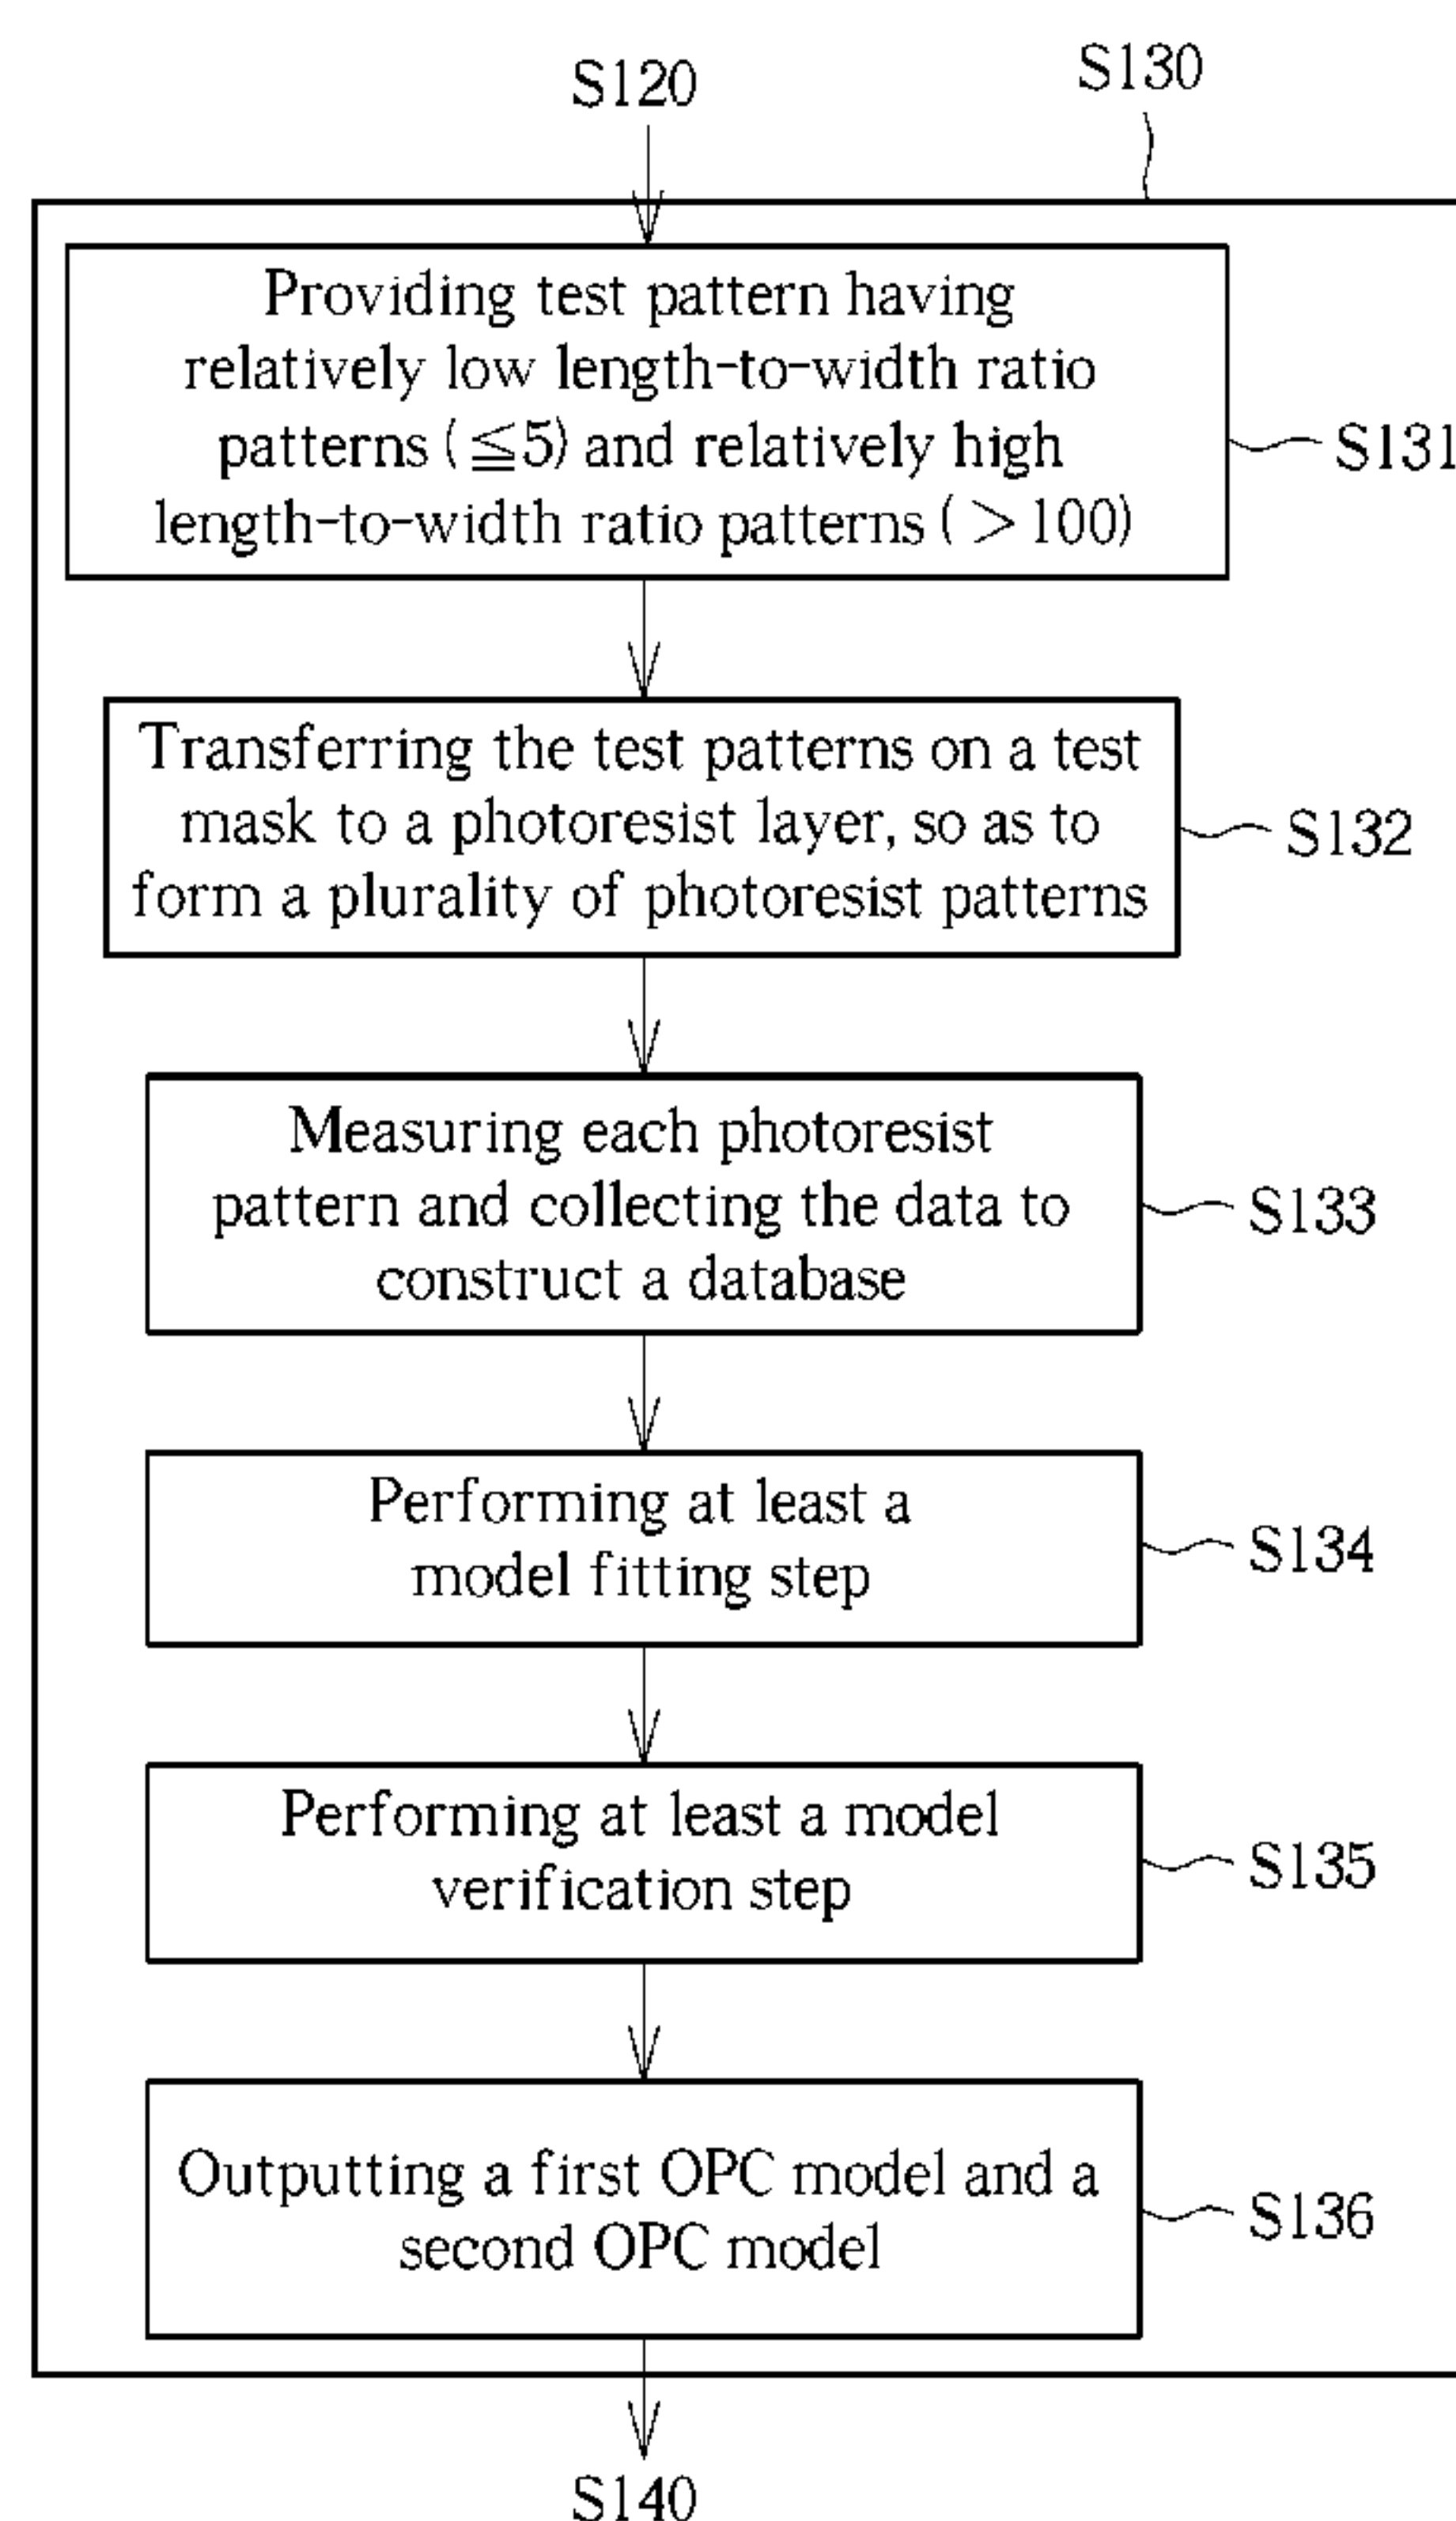 S120
S130
Providing test pattern having
relatively low length-to-width ratio
patterns (≦5) and relatively high
length-to-width ratio patterns (>100)
S131
Transferring the test patterns on a test
mask to a photoresist layer, so as to
form a plurality of photoresist patterns
S132
Measuring each photoresist
pattern and collecting the data to
construct a database
S133
Performing at least a
model fitting step
S134
Performing at least a model
verification step
S135
Outputting a first OPC model and a
second OPC model
S136
S140